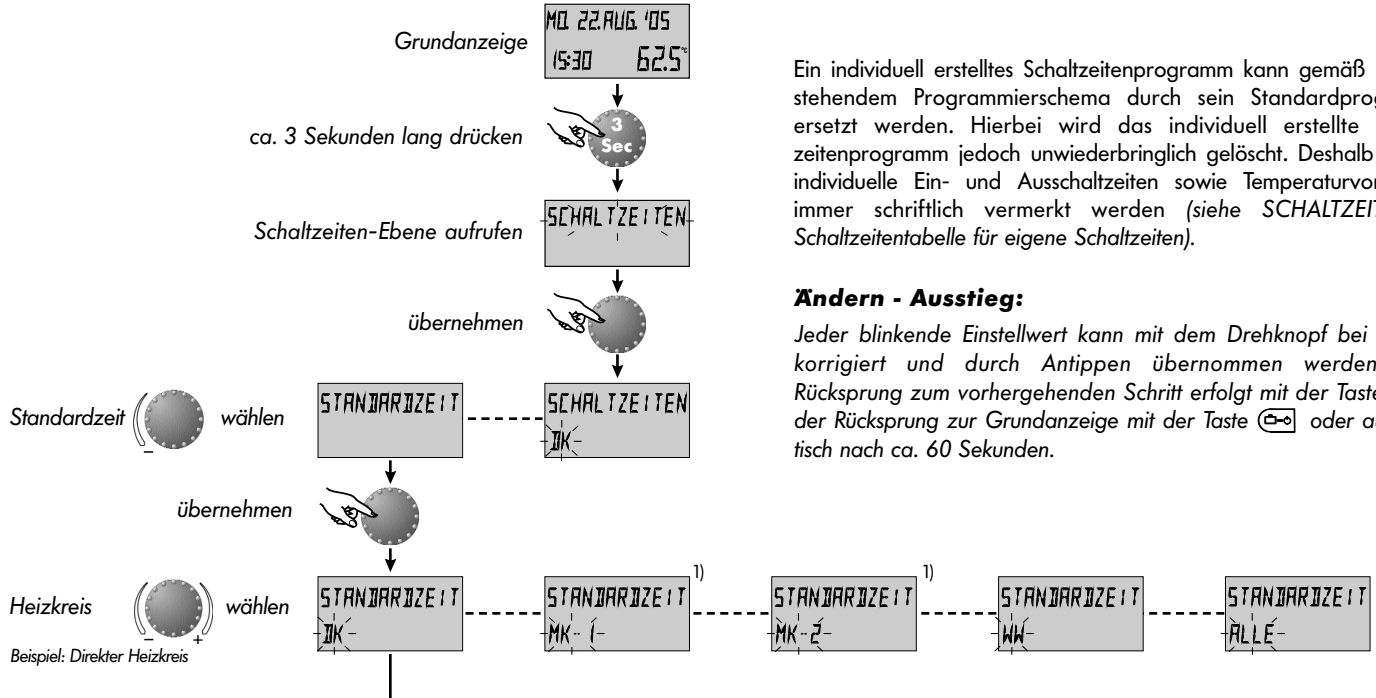 Grundanzeige
MO. 22.AUG. '05
15:30 62.5°C
ca. 3 Sekunden lang drücken
3
Sec
Schaltzeiten-Ebene aufrufen
SCHALTZEITEN
übernehmen
Standardzeit
–
wählen
STANDARDZEIT
SCHALTZEITEN
DK
übernehmen
Heizkreis
– +
wählen
Beispiel: Direkter Heizkreis
STANDARDZEIT
DK
STANDARDZEIT
MK-1
1)
STANDARDZEIT
MK-2
1)
STANDARDZEIT
WW
STANDARDZEIT
ALLE
Ein individuell erstelltes Schaltzeitenprogramm kann gemäß
stehendem Programmierschema durch sein Standardprog
ersetzt werden. Hierbei wird das individuell erstellte
zeitenprogramm jedoch unwiederbringlich gelöscht. Deshalb
individuelle Ein- und Ausschaltzeiten sowie Temperaturvor
immer schriftlich vermerkt werden (siehe SCHALTZEIT
Schaltzeitentabelle für eigene Schaltzeiten).
Ändern - Ausstieg:
Jeder blinkende Einstellwert kann mit dem Drehknopf bei
korrigiert und durch Antippen übernommen werden
Rücksprung zum vorhergehenden Schritt erfolgt mit der Taste
der Rücksprung zur Grundanzeige mit der Taste oder au
tisch nach ca. 60 Sekunden.